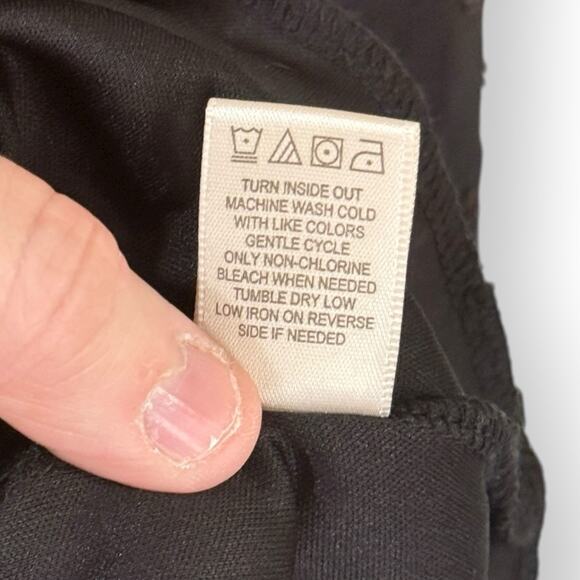 TURN INSIDE OUT
MACHINE WASH COLD
WITH LIKE COLORS
GENTLE CYCLE
ONLY NON-CHLORINE
BLEACH WHEN NEEDED
TUMBLE DRY LOW
LOW IRON ON REVERSE
SIDE IF NEEDED